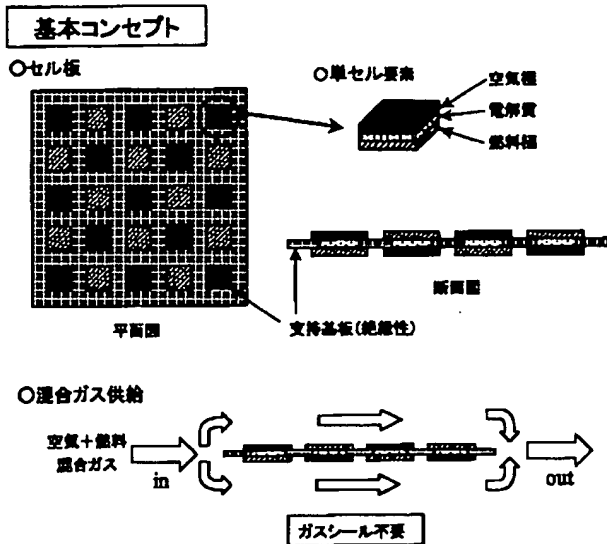 基本コンセプト
○セル板
○単セル要素
空気極
電解質
燃料極
断面図
平面図
支持基板(絶縁性)
○混合ガス供給
空気+燃料
混合ガス
in
out
ガスシール不要